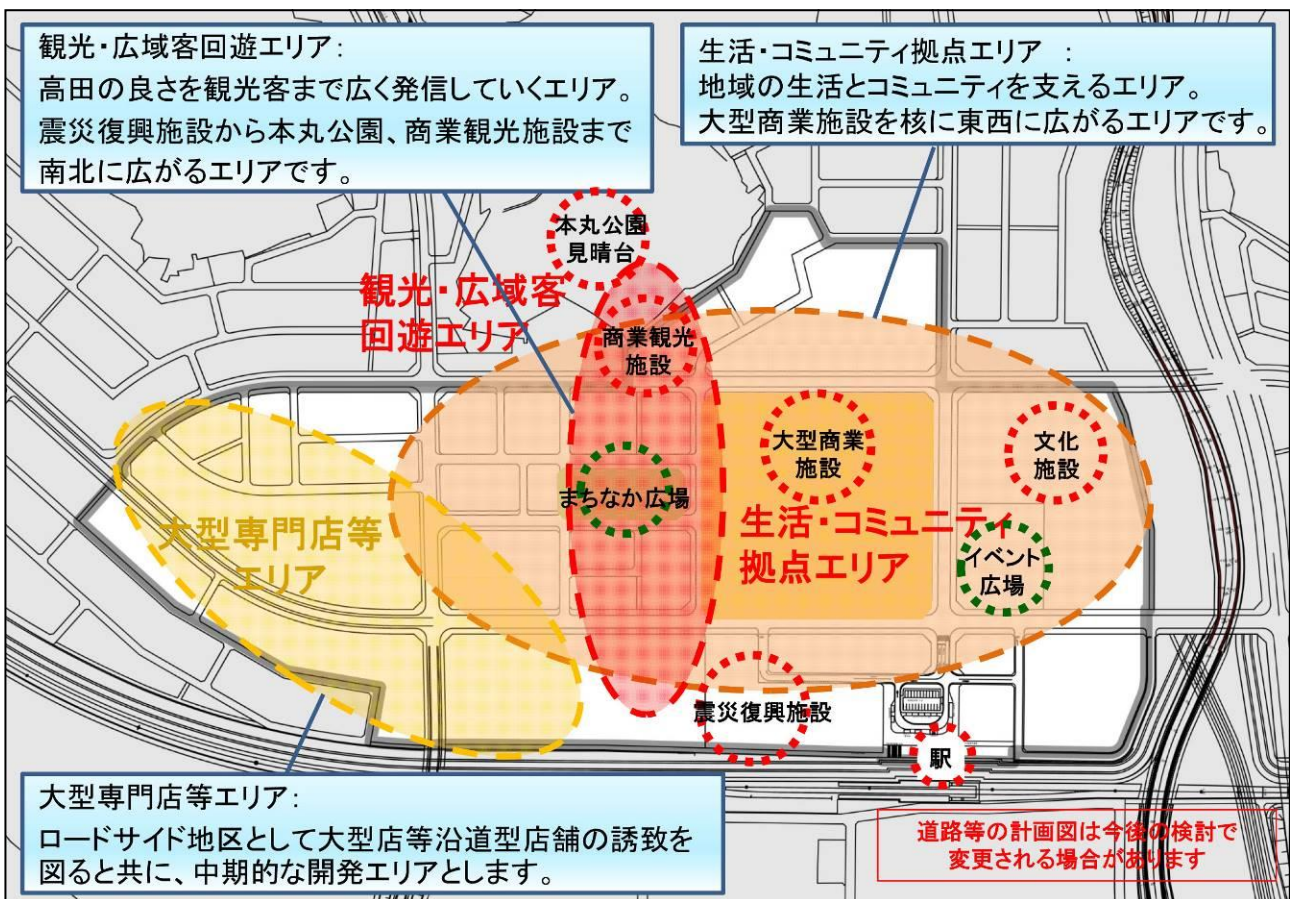 観光・広域客回遊エリア:
高田の良さを観光客まで広く発信していくエリア。
震災復興施設から本丸公園、商業観光施設まで
南北に広がるエリアです。
生活・コミュニティ拠点エリア :
地域の生活とコミュニティを支えるエリア。
大型商業施設を核に東西に広がるエリアです。
本丸公園
見晴台
観光・広域客
回遊エリア
商業観光
施設
大型商業
施設
文化
施設
まちなか広場
大型専門店等
エリア
生活・コミュニティ
拠点エリア
イベント
広場
震災復興施設
駅
大型専門店等エリア:
ロードサイド地区として大型店等沿道型店舗の誘致を
図ると共に、中期的な開発エリアとします。
道路等の計画図は今後の検討で
変更される場合があります